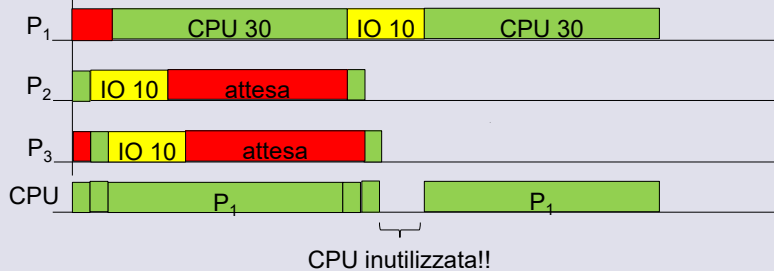 P1 CPU 30 IO 10 CPU 30
P2 IO 10 attesa
P3 IO 10 attesa
CPU P1 P1
CPU inutilizzata!!